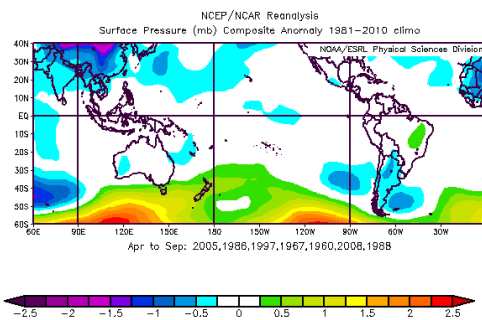 NCEP/NCAR Reanalysis
Surface Pressure (mb) Composite Anomaly 1981-2010 climo
NOAA/ESRL Physical Sciences Division
40N
30N
20N
10N
EQ
10S
20S
30S
40S
50S
60S
60E 90E 120E 150E 180 150W 120W 90W 60W 30W
Apr to Sep: 2005,1986,1997,1967,1960,2008,1988
-2.5 -2 -1.5 -1 -0.5 0 0.5 1 1.5 2 2.5